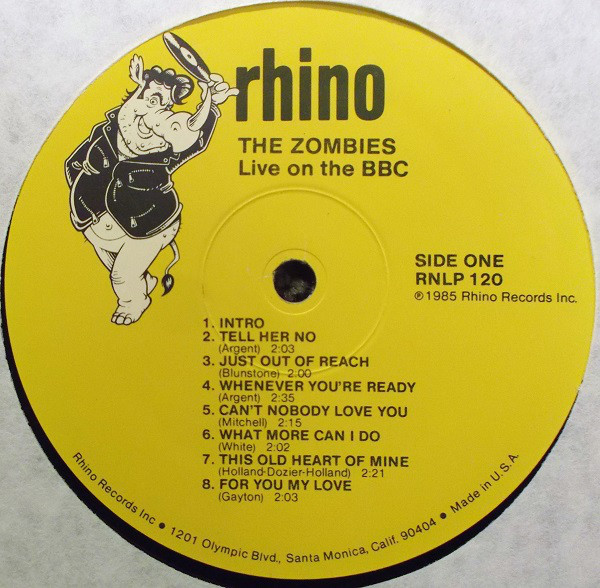 rhino
THE ZOMBIES
Live on the BBC
SIDE ONE
RNLP 120
℗1985 Rhino Records Inc.
1. INTRO
2. TELL HER NO
(Argent) 2:03
3. JUST OUT OF REACH
(Blunstone) 2:00
4. WHENEVER YOU'RE READY
(Argent) 2:35
5. CAN'T NOBODY LOVE YOU
(Mitchell) 2:15
6. WHAT MORE CAN I DO
(White) 2:02
7. THIS OLD HEART OF MINE
(Holland-Dozier-Holland) 2:21
8. FOR YOU MY LOVE
(Gayton) 2:03
Rhino Records Inc • 1201 Olympic Blvd., Santa Monica, Calif. 90404 • Made in U.S.A.